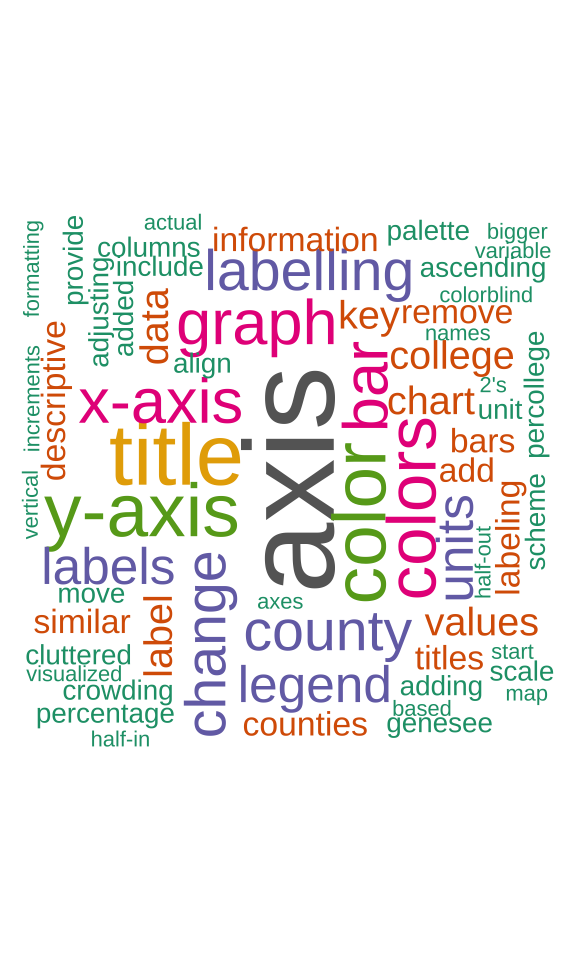 actual
formatting
provide
columns
information
palette
bigger
variable
adjusting
include
labelling
ascending
added
data
graph
colorblind
key
remove
names
increments
descriptive
align
bar
college
percollege
2's
x-axis
axis
chart
unit
title
color
colors
bars
add
vertical
y-axis
units
half-out
labeling
scheme
labels
change
move
axes
similar
label
county
values
cluttered
titles
start
visualized
scale
crowding
legend
adding
map
percentage
based
counties
genesee
half-in